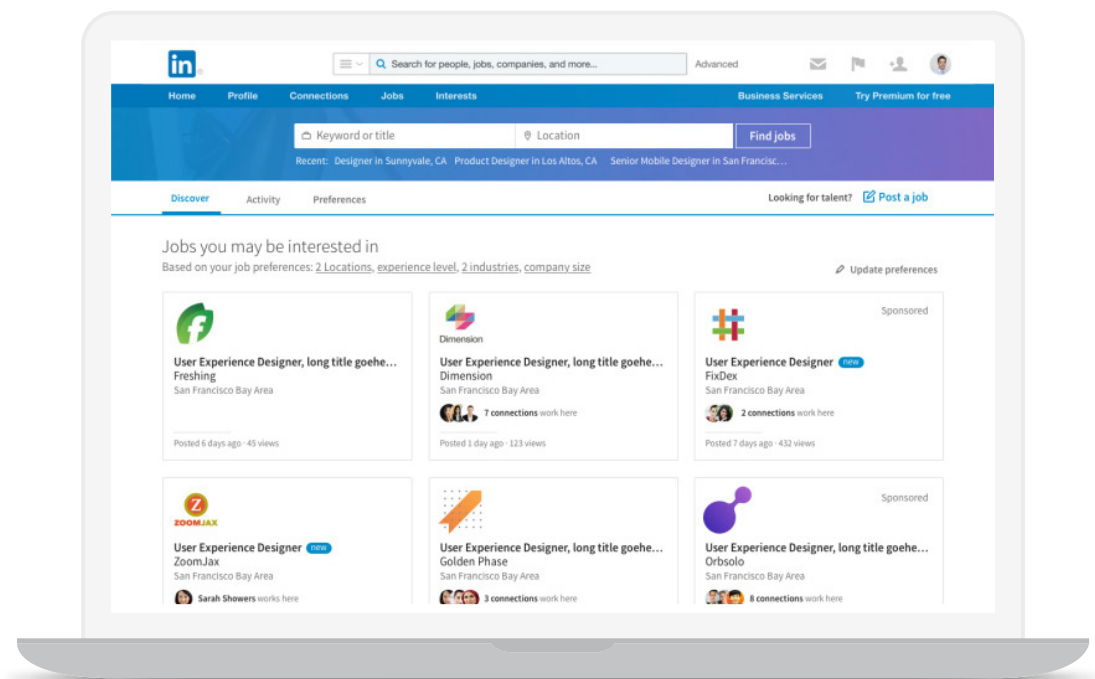 in
Search for people, jobs, companies, and more...
Advanced
Home Profile Connections Jobs Interests Business Services Try Premium for free
Keyword or title Location Find jobs
Recent: Designer in Sunnyvale, CA Product Designer in Los Altos, CA Senior Mobile Designer in San Francisc...
Discover Activity Preferences Looking for talent? Post a job
Jobs you may be interested in
Based on your job preferences: 2 Locations, experience level, 2 industries, company size
Update preferences
f
User Experience Designer, long title goehe...
Freshing
San Francisco Bay Area
Posted 6 days ago · 45 views
Dimension
User Experience Designer, long title goehe...
Dimension
San Francisco Bay Area
7 connections work here
Posted 1 day ago · 123 views
Sponsored
User Experience Designer new
FixDex
San Francisco Bay Area
2 connections work here
Posted 7 days ago · 432 views
Z
ZOOMJAX
User Experience Designer new
ZoomJax
San Francisco Bay Area
Sarah Showers works here
User Experience Designer, long title goehe...
Golden Phase
San Francisco Bay Area
3 connections work here
Sponsored
User Experience Designer, long title goehe...
Orbsolo
San Francisco Bay Area
8 connections work here